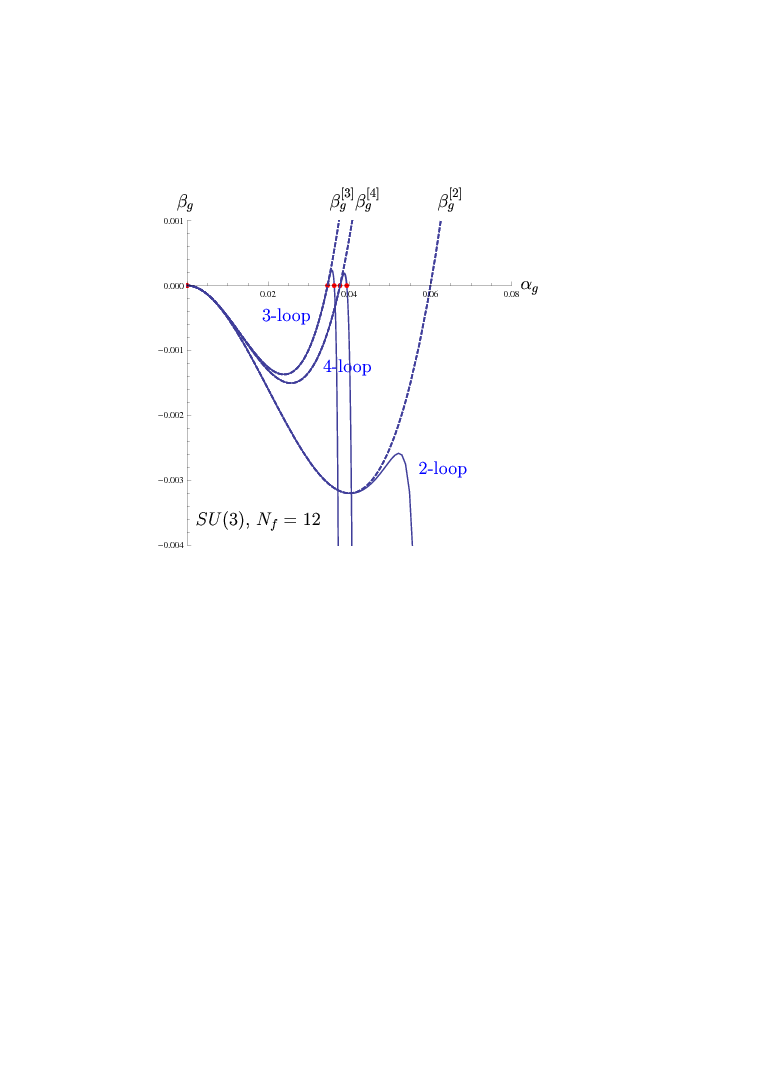 β_g β_g^[3] β_g^[4] β_g^[2]
0.001
0.000 α_g
0.02 0.04 0.06 0.08
3-loop
−0.001
4-loop
−0.002
2-loop
−0.003
SU(3), N_f = 12
−0.004